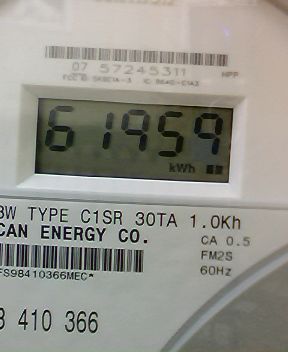 07 57245311 HPP
61959
kWh
3W TYPE C1SR 30TA 1.0Kh
CAN ENERGY CO.
CA 0.5
FM2S
60Hz
FS98410366MEC*
410 366